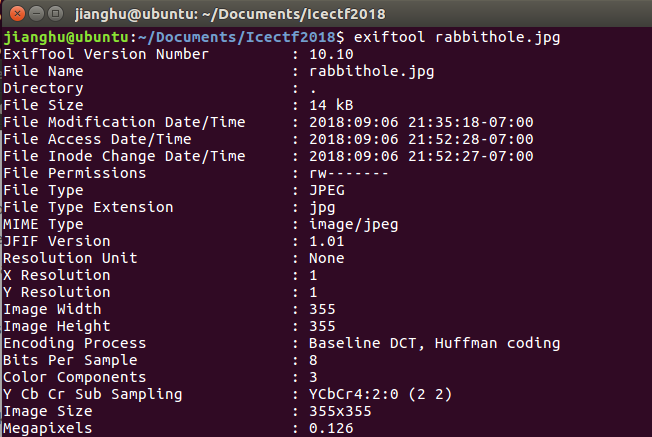 jianghu@ubuntu: ~/Documents/Icectf2018
jianghu@ubuntu:~/Documents/Icectf2018$ exiftool rabbithole.jpg
ExifTool Version Number         : 10.10
File Name                       : rabbithole.jpg
Directory                       : .
File Size                       : 14 kB
File Modification Date/Time     : 2018:09:06 21:35:18-07:00
File Access Date/Time           : 2018:09:06 21:52:28-07:00
File Inode Change Date/Time     : 2018:09:06 21:52:27-07:00
File Permissions                : rw-------
File Type                       : JPEG
File Type Extension             : jpg
MIME Type                       : image/jpeg
JFIF Version                    : 1.01
Resolution Unit                 : None
X Resolution                    : 1
Y Resolution                    : 1
Image Width                     : 355
Image Height                    : 355
Encoding Process                : Baseline DCT, Huffman coding
Bits Per Sample                 : 8
Color Components                : 3
Y Cb Cr Sub Sampling            : YCbCr4:2:0 (2 2)
Image Size                      : 355x355
Megapixels                      : 0.126